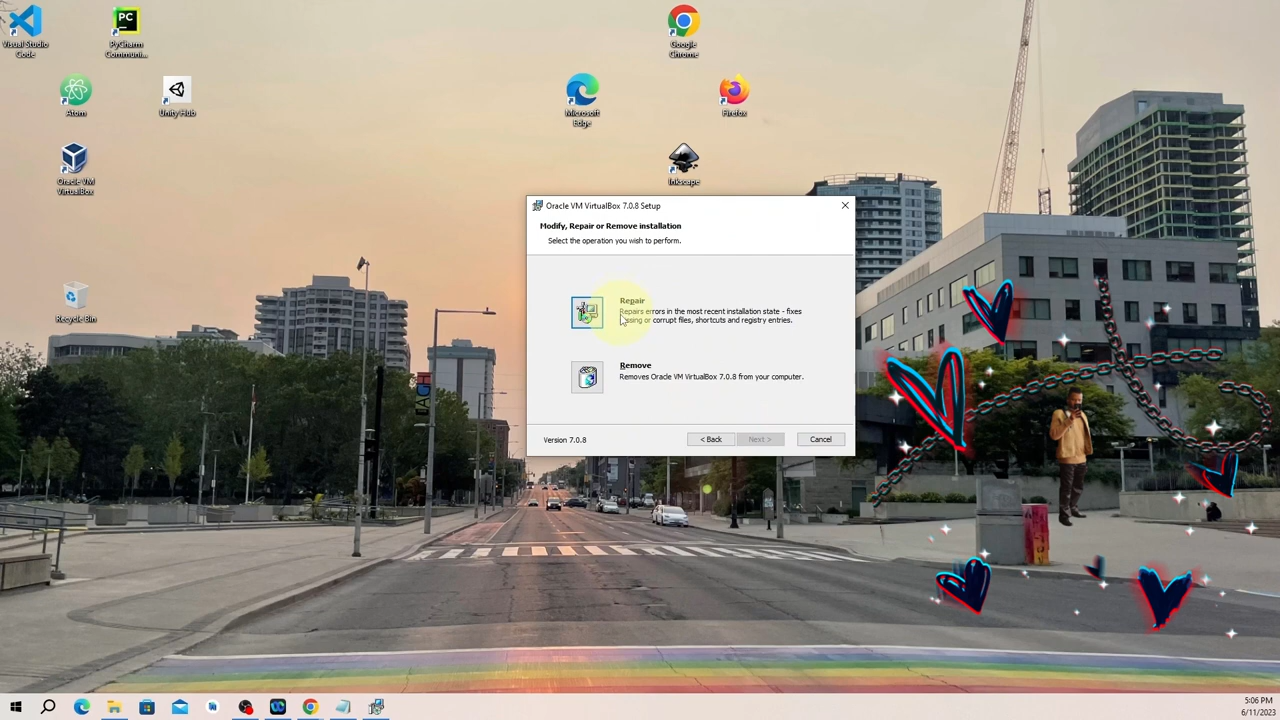 Visual Studio
Code
PC
PyCharm
Communi...
Google
Chrome
Atom
Unity Hub
Microsoft
Edge
Firefox
Oracle VM
VirtualBox
Inkscape
Recycle Bin
Oracle VM VirtualBox 7.0.8 Setup
Modify, Repair or Remove installation
Select the operation you wish to perform.
Repair
Repairs errors in the most recent installation state - fixes
or corrupt files, shortcuts and registry entries.
Remove
Removes Oracle VM VirtualBox 7.0.8 from your computer.
Version 7.0.8
< Back
Next >
Cancel
5:06 PM
6/11/2023